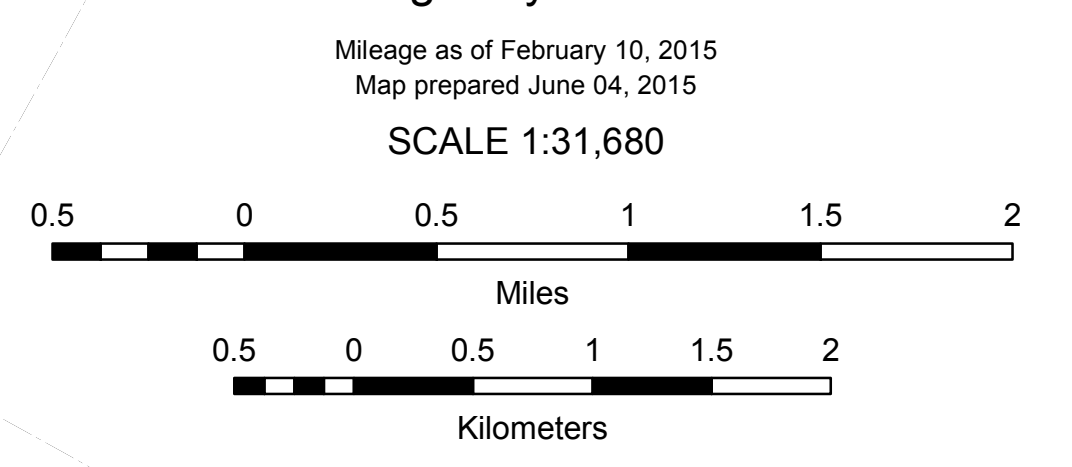 Mileage as of February 10, 2015
Map prepared June 04, 2015
SCALE 1:31,680
0.5 0 0.5 1 1.5 2
Miles
0.5 0 0.5 1 1.5 2
Kilometers